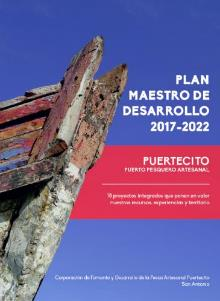 PLAN
MAESTRO DE
DESARROLLO
2017-2022
PUERTECITO
PUERTO PESQUERO ARTESANAL
18 proyectos integrados que ponen en valor
nuestros recursos, experiencias y territorio
Corporación de Fomento y Desarrollo de la Pesca Artesanal Puertecito
San Antonio